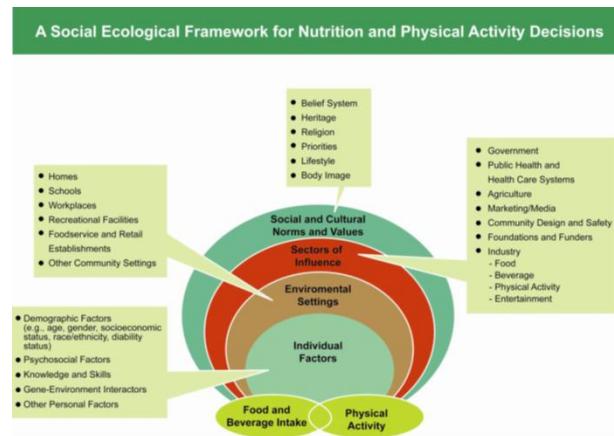 A Social Ecological Framework for Nutrition and Physical Activity Decisions
• Belief System
• Heritage
• Religion
• Priorities
• Lifestyle
• Body Image
• Homes
• Schools
• Workplaces
• Recreational Facilities
• Foodservice and Retail
Establishments
• Other Community Settings
• Government
• Public Health and
Health Care Systems
• Agriculture
• Marketing/Media
• Community Design and Safety
• Foundations and Funders
• Industry
- Food
- Beverage
- Physical Activity
- Entertainment
Social and Cultural
Norms and Values
Sectors of
Influence
Enviromental
Settings
Individual
Factors
• Demographic Factors
(e.g., age, gender, socioeconomic
status, race/ethnicity, diability
status)
• Psychosocial Factors
• Knowledge and Skills
• Gene-Environment Interactors
• Other Personal Factors
Food and
Beverage Intake
Physical
Activity